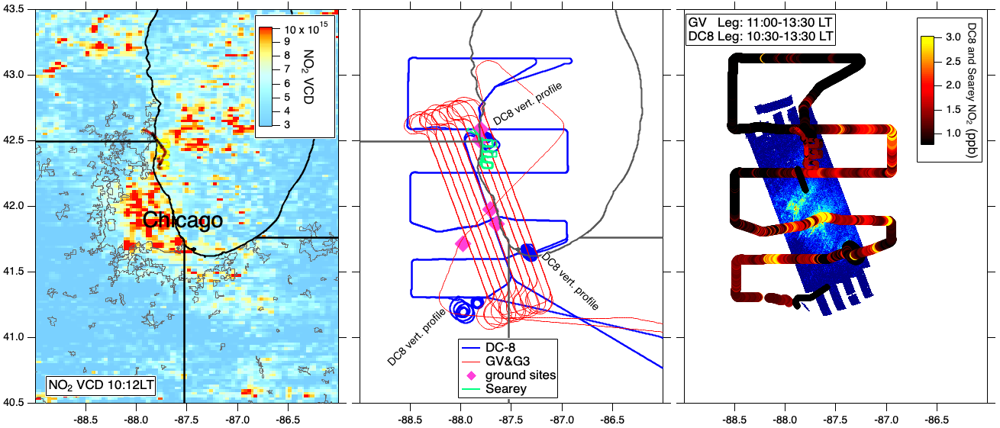 43.5
43.0
42.5
42.0
41.5
41.0
40.5
-88.5
-88.0
-87.5
-87.0
-86.5
10 x 10¹⁵
9
8
7
6
5
4
3
NO₂ VCD
Chicago
NO₂ VCD 10:12LT
DC8 vert. profile
DC8 vert. profile
DC8 vert. profile
DC-8
GV&G3
ground sites
Searey
-88.5
-88.0
-87.5
-87.0
-86.5
GV Leg: 11:00-13:30 LT
DC8 Leg: 10:30-13:30 LT
3.0
2.5
2.0
1.5
1.0
DC8 and Searey NO₂ (ppb)
-88.5
-88.0
-87.5
-87.0
-86.5